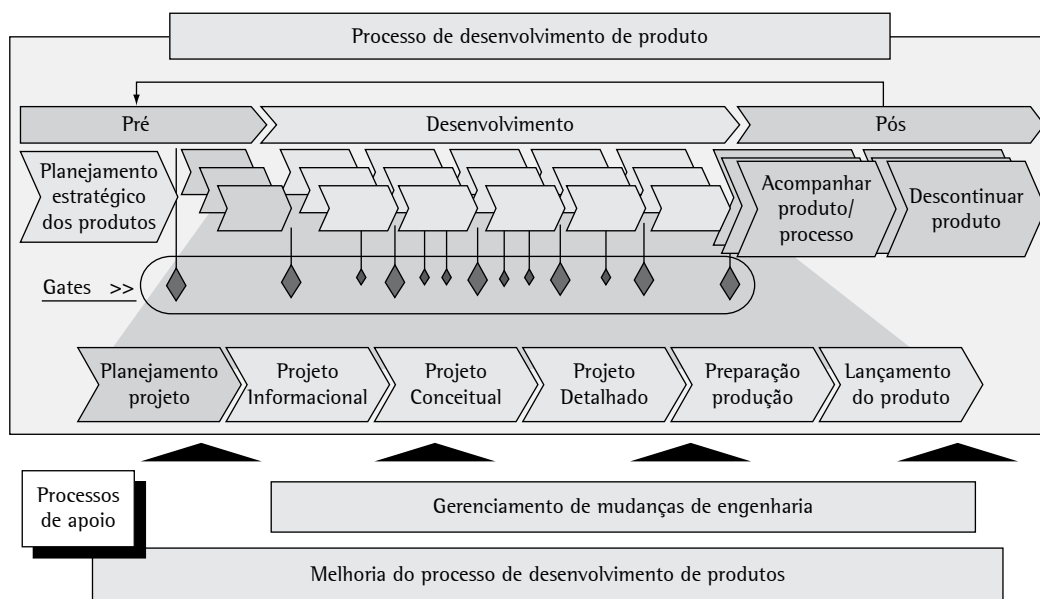 Processo de desenvolvimento de produto
Pré
Desenvolvimento
Pós
Planejamento
estratégico
dos produtos
Acompanhar
produto/
processo
Descontinuar
produto
Gates >>
Planejamento
projeto
Projeto
Informacional
Projeto
Conceitual
Projeto
Detalhado
Preparação
produção
Lançamento
do produto
Processos
de apoio
Gerenciamento de mudanças de engenharia
Melhoria do processo de desenvolvimento de produtos